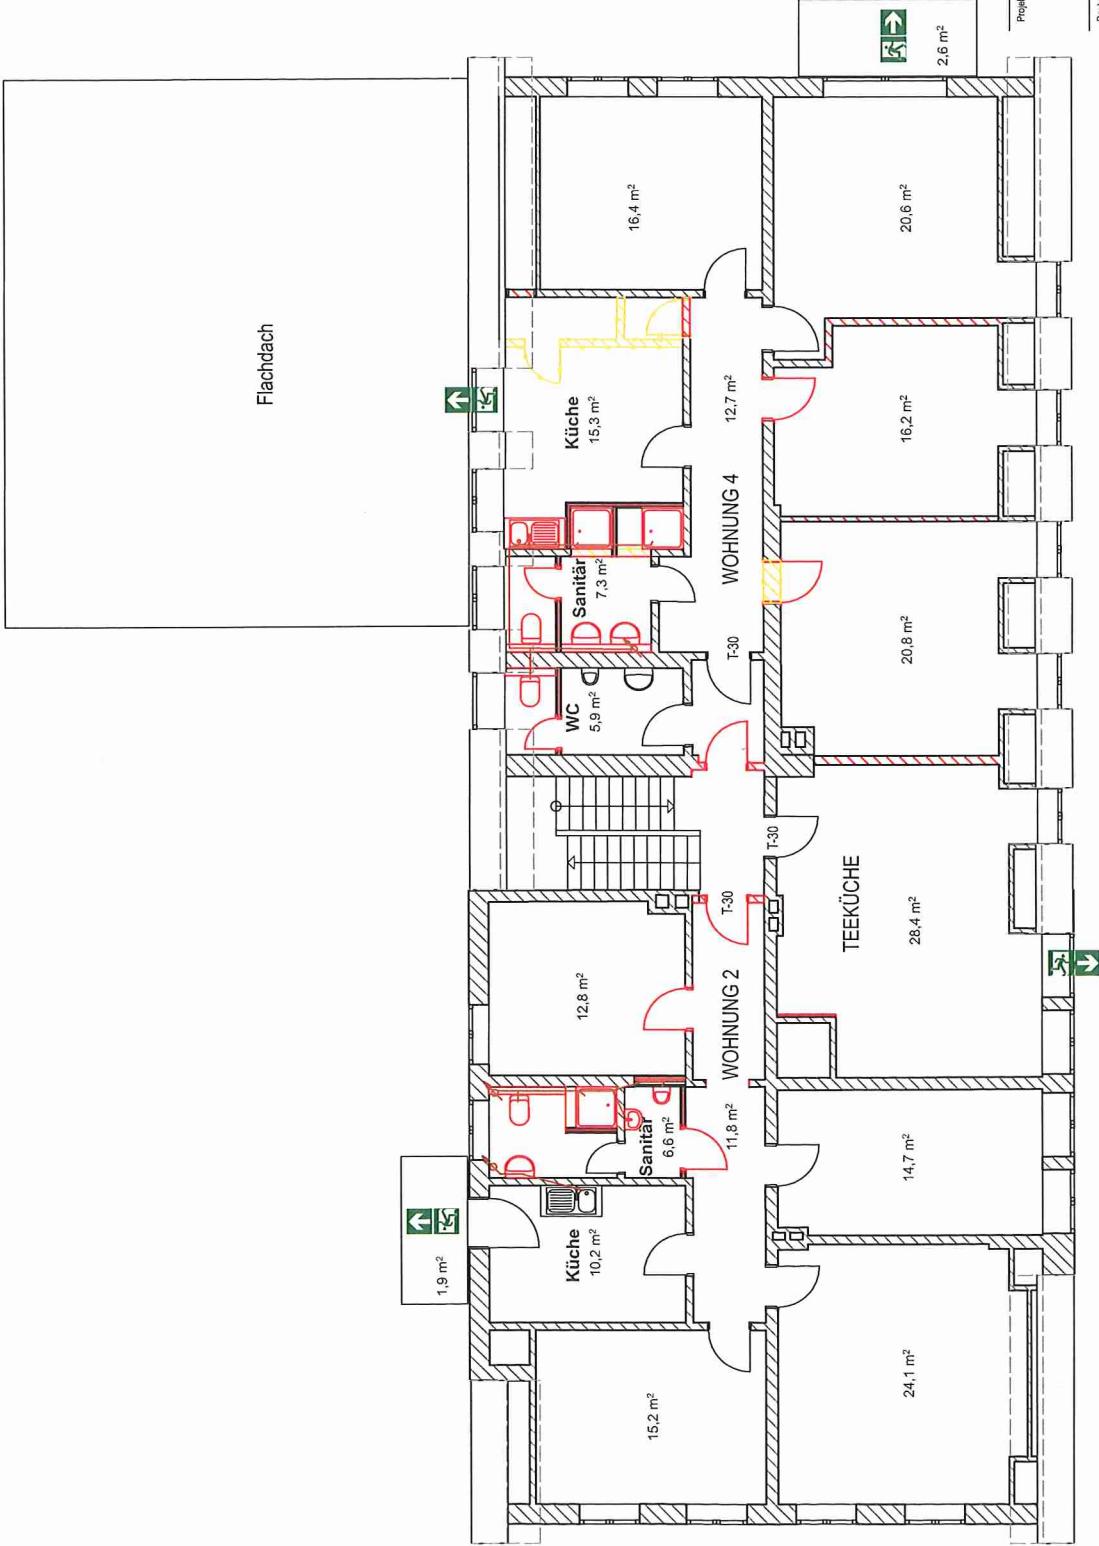 Flachdach
2,6 m²
Projek
16,4 m²
20,6 m²
Küche
15,3 m²
12,7 m²
16,2 m²
WOHNUNG 4
Sanitär
7,3 m²
T-30
20,8 m²
WC
5,9 m²
T-30
TEEKÜCHE
28,4 m²
T-30
12,8 m²
WOHNUNG 2
11,8 m²
Sanitär
6,6 m²
14,7 m²
1,9 m²
Küche
10,2 m²
15,2 m²
24,1 m²